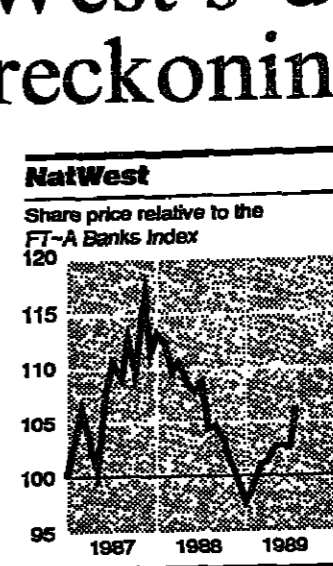 reckonin
NatWest
Share price relative to the
FT-A Banks Index
120
115
110
105
100
95
1987
1988
1989